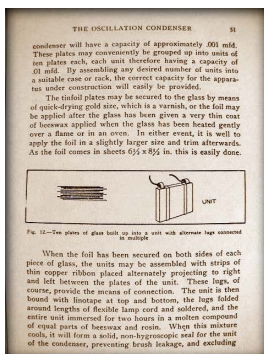 THE OSCILLATION CONDENSER 51
condenser will have a capacity of approximately .001 mfd.
These plates may conveniently be grouped up into units of
ten plates each, each unit therefore having a capacity of
.01 mfd. By assembling any desired number of units into
a suitable case or rack, the correct capacity for the appara-
tus under construction will easily be provided.
The tinfoil plates may be secured to the glass by means
of quick-drying gold size, which is a varnish, or the foil may
be applied after the glass has been given a very thin coat
of beeswax applied when the glass has been heated gently
over a flame or in an oven. In either event, it is well to
apply the foil in a slightly larger size and trim afterwards.
As the foil comes in sheets 6½ x 8½ in. this is easily done.
UNIT
Fig. 12.—Ten plates of glass built up into a unit with alternate lugs connected
in multiple
When the foil has been secured on both sides of each
piece of glass, the units may be assembled with strips of
thin copper ribbon placed alternately projecting to right
and left between the plates of the unit. These lugs, of
course, provide the means of connection. The unit is then
bound with linotape at top and bottom, the lugs folded
around lengths of flexible lamp cord and soldered, and the
entire unit immersed for two hours in a molten compound
of equal parts of beeswax and rosin. When this mixture
cools, it will form a solid, non-hygroscopic seal for the unit
of the condenser, preventing brush leakage, and excluding